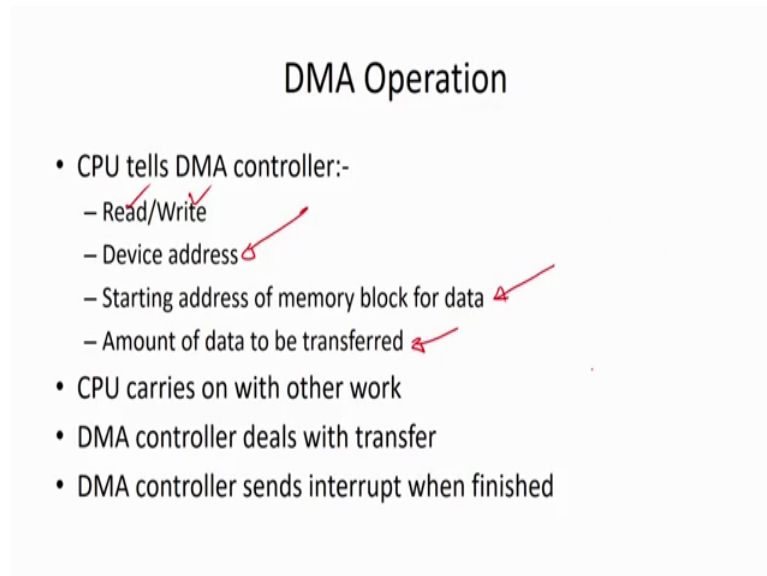 DMA Operation
• CPU tells DMA controller:-
– Read/Write
– Device address
– Starting address of memory block for data
– Amount of data to be transferred
• CPU carries on with other work
• DMA controller deals with transfer
• DMA controller sends interrupt when finished